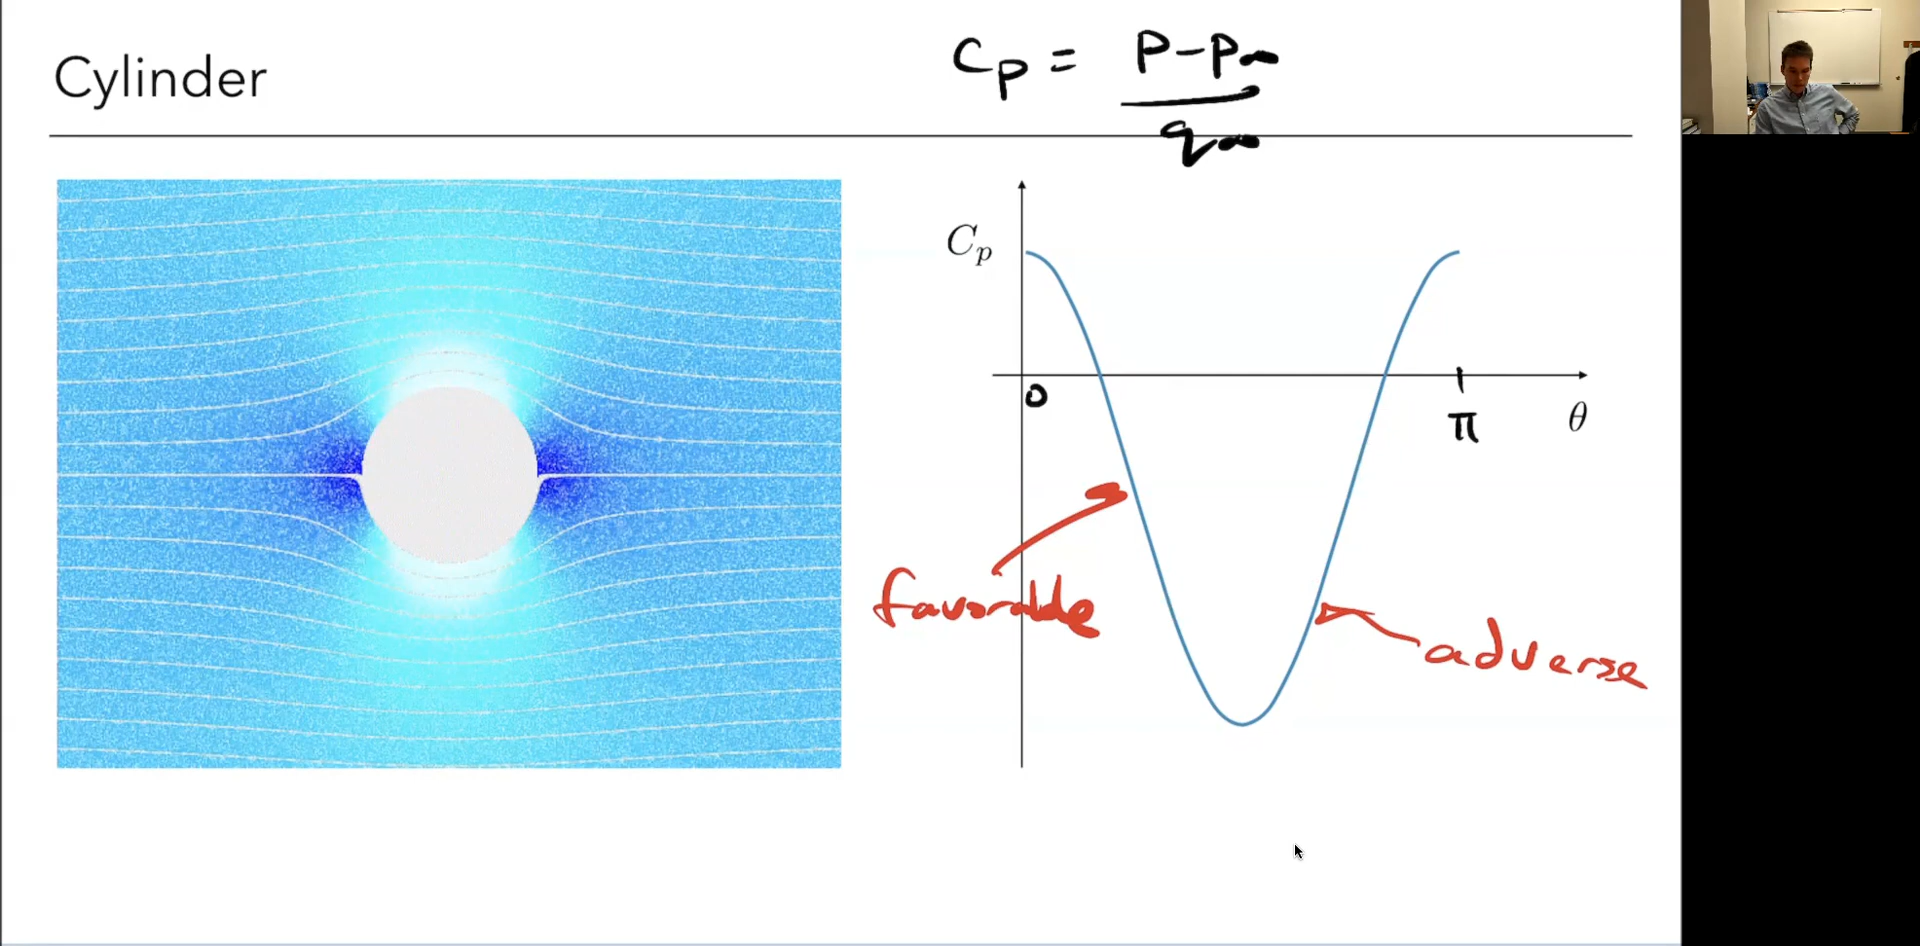 Cylinder
Cp = p-p∞
q∞
Cp
0
π
θ
favorable
adverse